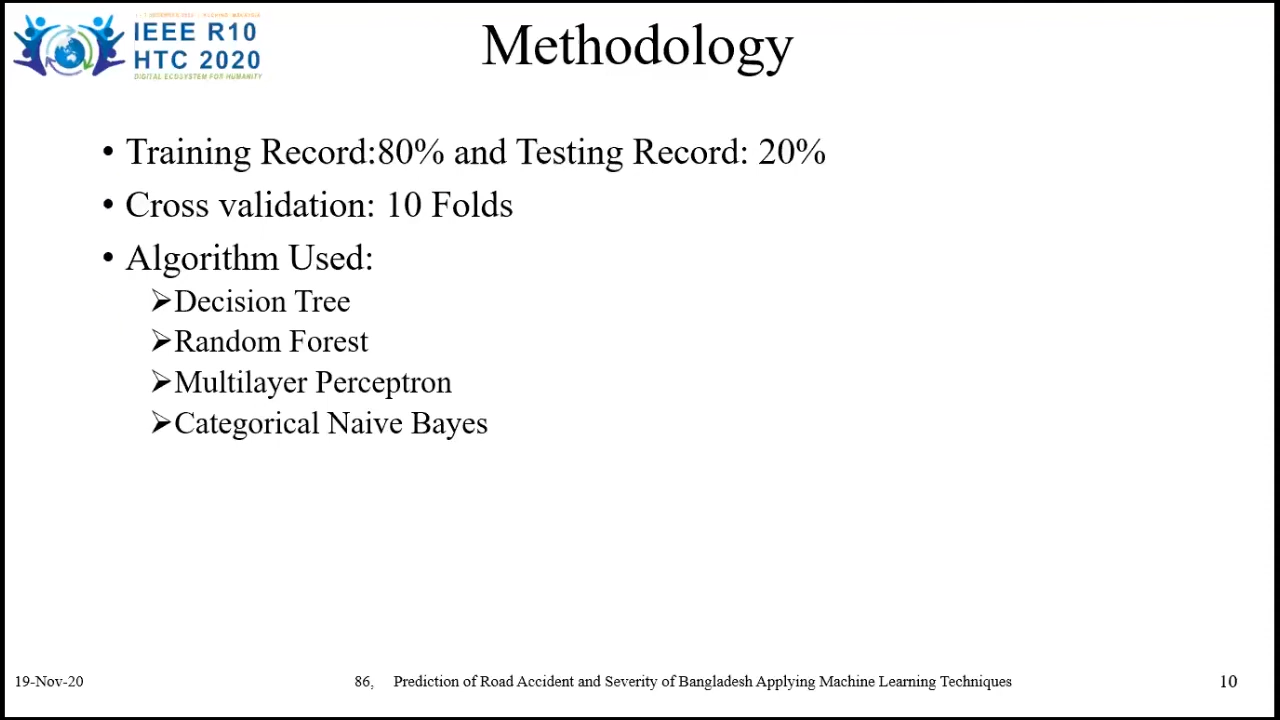 IEEE R10
HTC 2020
DIGITAL ECOSYSTEM FOR HUMANITY
Methodology
• Training Record:80% and Testing Record: 20%
• Cross validation: 10 Folds
• Algorithm Used:
➢Decision Tree
➢Random Forest
➢Multilayer Perceptron
➢Categorical Naive Bayes
19-Nov-20
86, Prediction of Road Accident and Severity of Bangladesh Applying Machine Learning Techniques
10